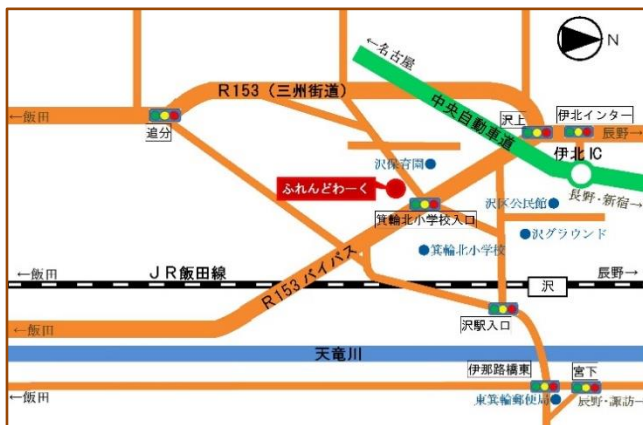 ←名古屋
N
R153（三州街道）
中央自動車道
沢上
伊北インター
←飯田
追分
辰野→
伊北IC
沢保育園
ふれんどわーく
長野・新宿→
箕輪北小学校入口
沢区公民館
沢グラウンド
箕輪北小学校
←飯田
JR飯田線
辰野→
R153バイパス
沢
沢駅入口
←飯田
天竜川
伊那路橋東
宮下
←飯田
東箕輪郵便局
辰野・諏訪→